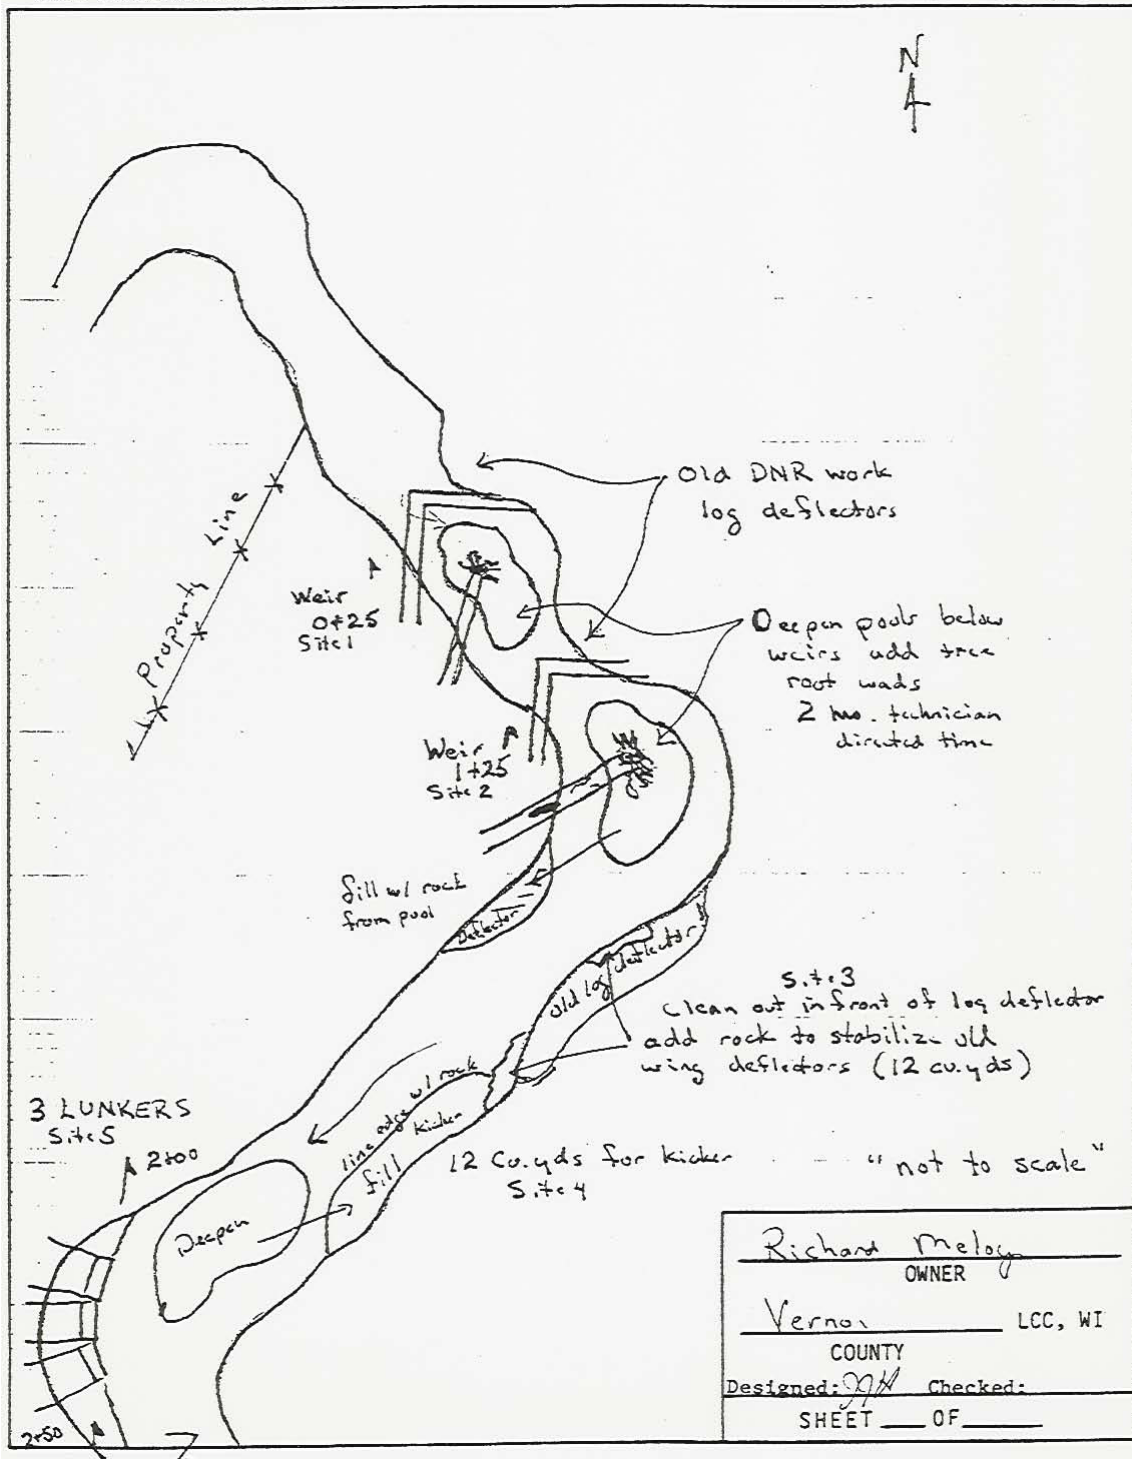 N
Old DNR work
log deflectors
Property Line
Weir
0+25
Site 1
Deepen pools below
weirs add tree
root wads
2 hrs. technician
directed time
Weir
1+25
Site 2
fill w/ rock
from pool
Deflector
Old log deflector
Site 3
Clean out in front of log deflector
add rock to stabilize old
wing deflectors (12 cu.yds)
line edge w/ rock
Kicker
fill
3 LUNKERS
Site 5
2+00
12 Cu.yds for kicker
Site 4
"not to scale"
Deepen
2+50
Richard
OWNER
Vernon LCC, WI
COUNTY
Designed: Checked:
SHEET OF